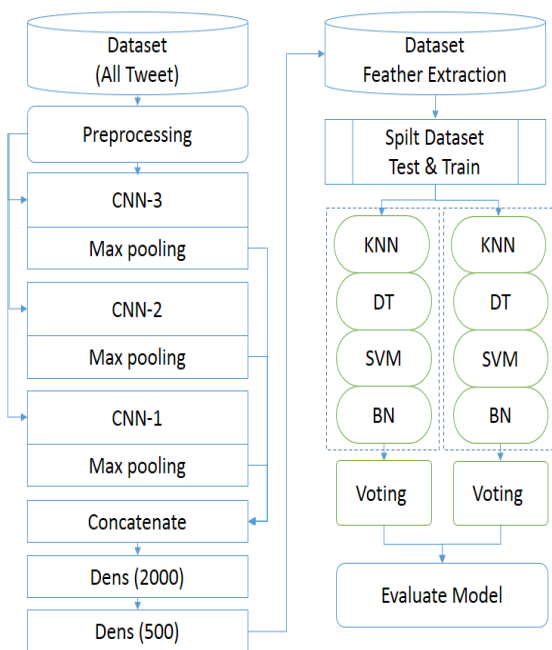 Dataset
(All Tweet)
Preprocessing
CNN-3
Max pooling
CNN-2
Max pooling
CNN-1
Max pooling
Concatenate
Dens (2000)
Dens (500)
Dataset
Feather Extraction
Spilt Dataset
Test & Train
KNN
DT
SVM
BN
Voting
KNN
DT
SVM
BN
Voting
Evaluate Model